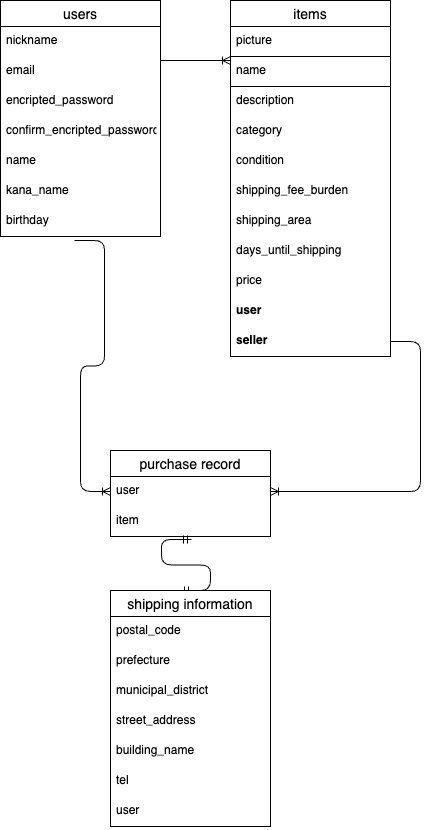 users
nickname
email
encripted_password
confirm_encripted_password
name
kana_name
birthday
items
picture
name
description
category
condition
shipping_fee_burden
shipping_area
days_until_shipping
price
user
seller
purchase record
user
item
shipping information
postal_code
prefecture
municipal_district
street_address
building_name
tel
user